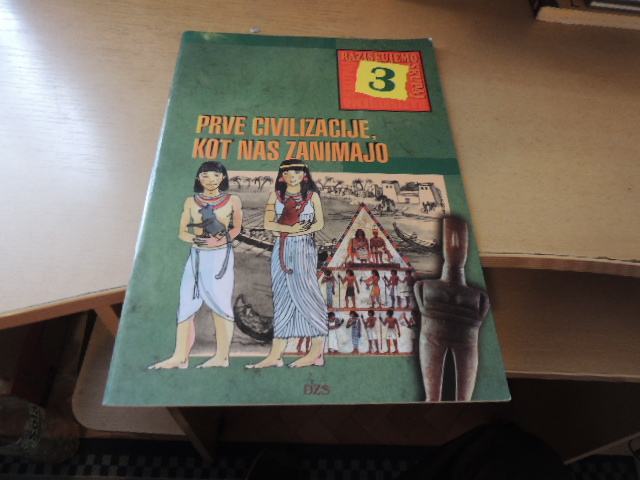 RAZISKUJEMO
3
PRVE CIVILIZACIJE,
KOT NAS ZANIMAJO
DZS